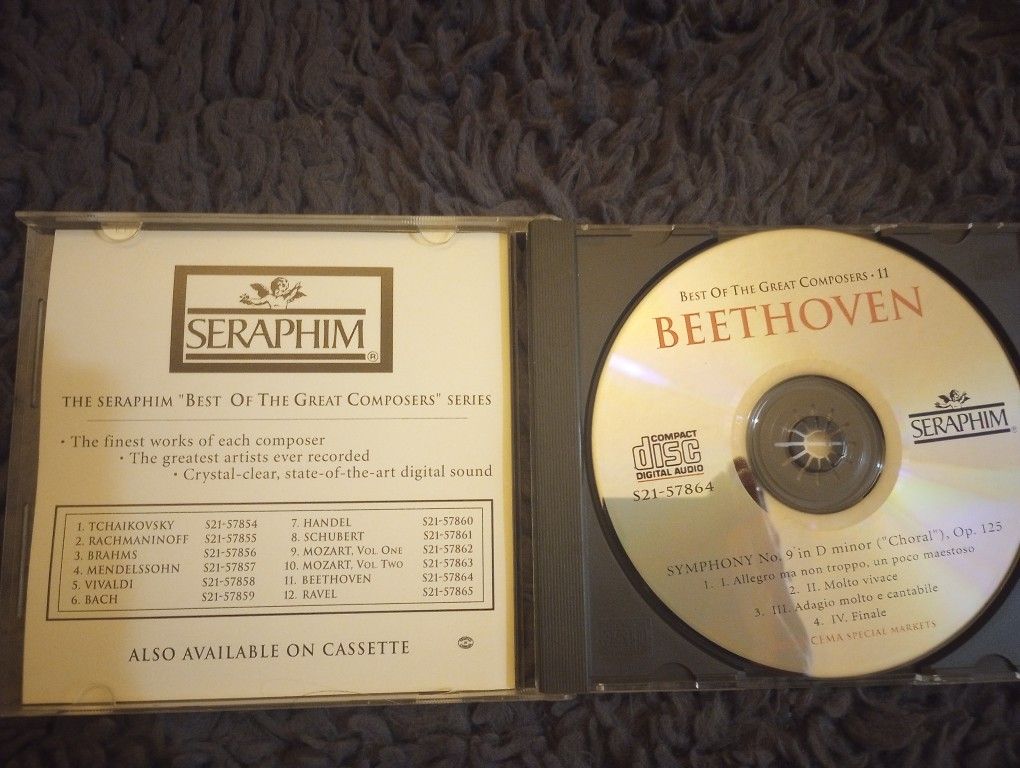 SERAPHIM
®
THE SERAPHIM "BEST OF THE GREAT COMPOSERS" SERIES
• The finest works of each composer
• The greatest artists ever recorded
• Crystal-clear, state-of-the-art digital sound
1. TCHAIKOVSKY S21-57854
2. RACHMANINOFF S21-57855
3. BRAHMS S21-57856
4. MENDELSSOHN S21-57857
5. VIVALDI S21-57858
6. BACH S21-57859
7. HANDEL S21-57860
8. SCHUBERT S21-57861
9. MOZART, VOL. ONE S21-57862
10. MOZART, VOL. TWO S21-57863
11. BEETHOVEN S21-57864
12. RAVEL S21-57865
ALSO AVAILABLE ON CASSETTE
BEST OF THE GREAT COMPOSERS • 11
BEETHOVEN
COMPACT
disc
DIGITAL AUDIO
S21-57864
SERAPHIM
®
SYMPHONY No. 9 in D minor ("Choral"), Op. 125
1. I. Allegro ma non troppo, un poco maestoso
2. II. Molto vivace
3. III. Adagio molto e cantabile
4. IV. Finale
CEMA SPECIAL MARKETS